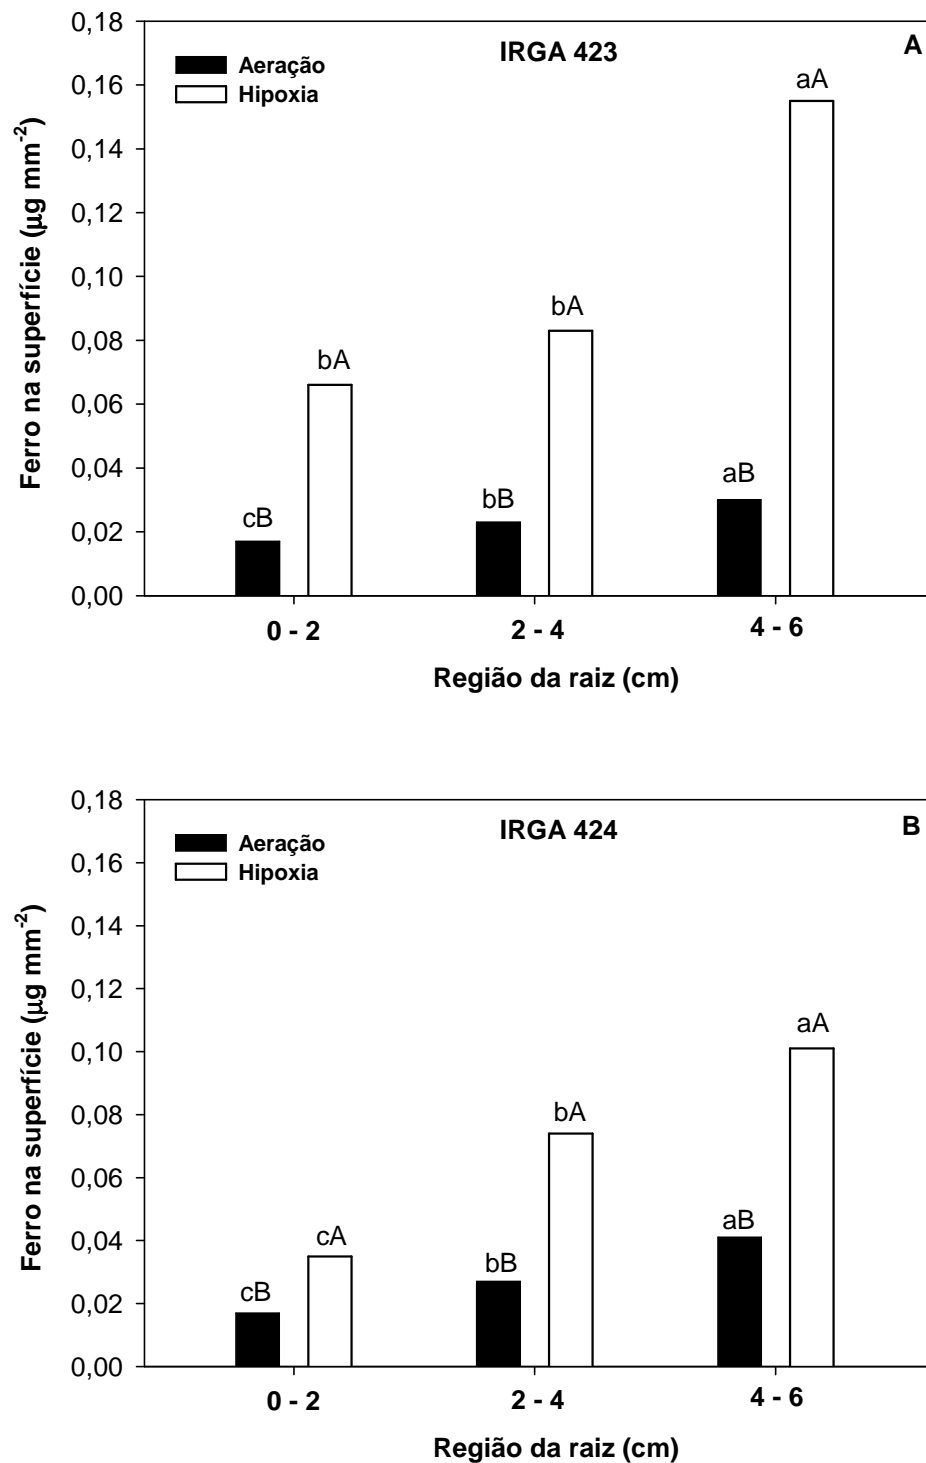 IRGA 423
A
Aeração
Hipoxia
Ferro na superfície (µg mm⁻²)
0,18
0,16
0,14
0,12
0,10
0,08
0,06
0,04
0,02
0,00
cB
bA
bB
bA
aB
aA
0 - 2
2 - 4
4 - 6
Região da raiz (cm)
IRGA 424
B
Aeração
Hipoxia
Ferro na superfície (µg mm⁻²)
0,18
0,16
0,14
0,12
0,10
0,08
0,06
0,04
0,02
0,00
cB
cA
bB
bA
aB
aA
0 - 2
2 - 4
4 - 6
Região da raiz (cm)